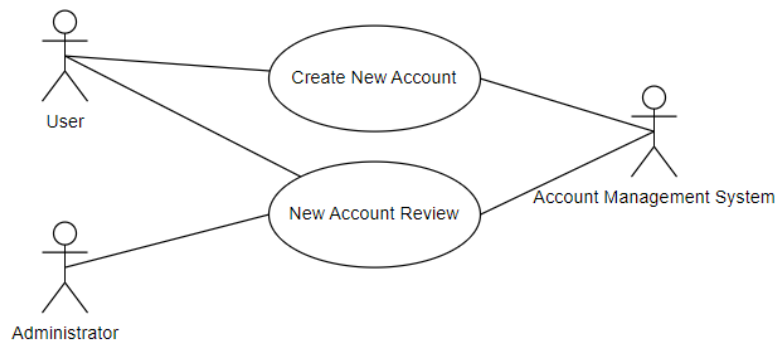 Create New Account
User
Account Management System
New Account Review
Administrator